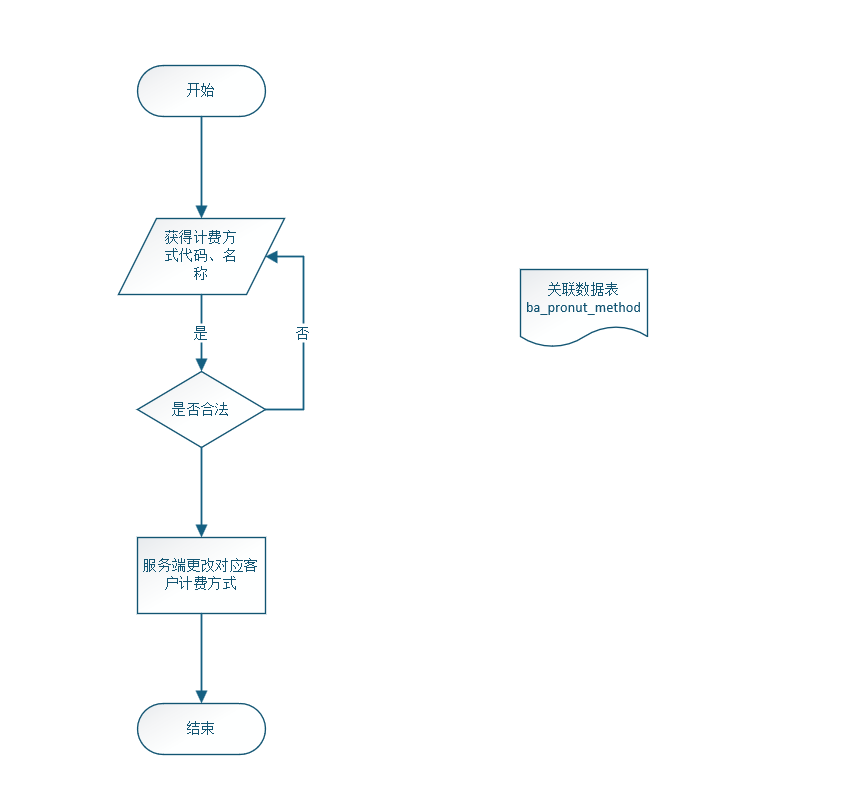 开始
获得计费方
式代码、名
称
是
否
是否合法
服务端更改对应客
户计费方式
结束
关联数据表
ba_pronut_method